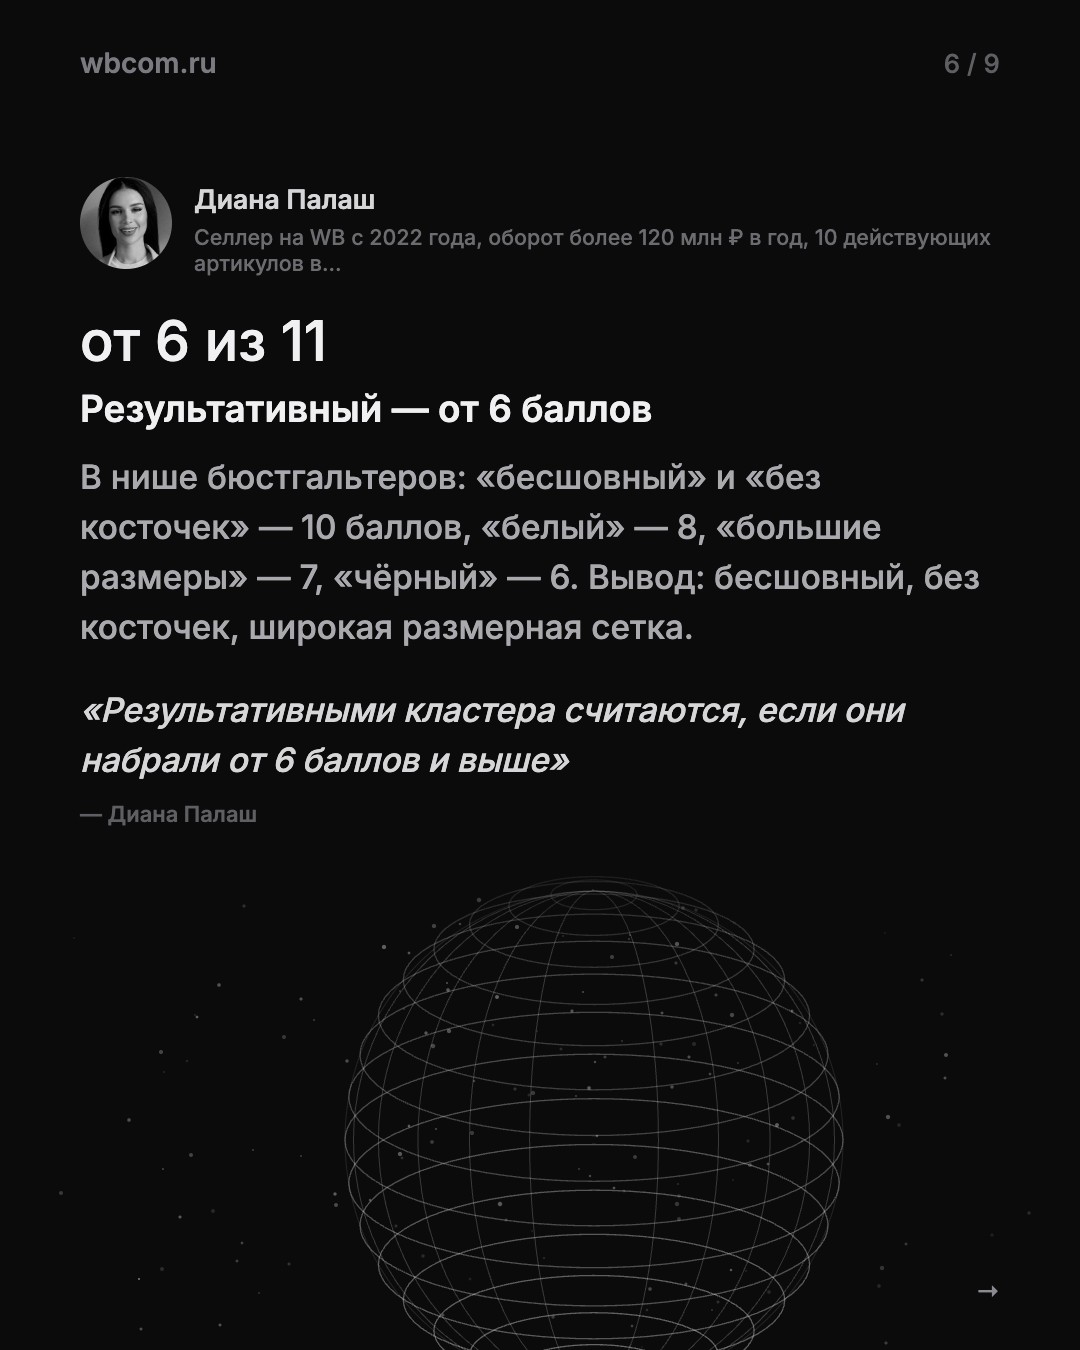 wbcom.ru
6 / 9
Диана Палаш
Селлер на WB с 2022 года, оборот более 120 млн ₽ в год, 10 действующих
артикулов в...
от 6 из 11
Результативный — от 6 баллов
В нише бюстгальтеров: «бесшовный» и «без
косточек» — 10 баллов, «белый» — 8, «большие
размеры» — 7, «чёрный» — 6. Вывод: бесшовный, без
косточек, широкая размерная сетка.
«Результативными кластера считаются, если они
набрали от 6 баллов и выше»
— Диана Палаш
→